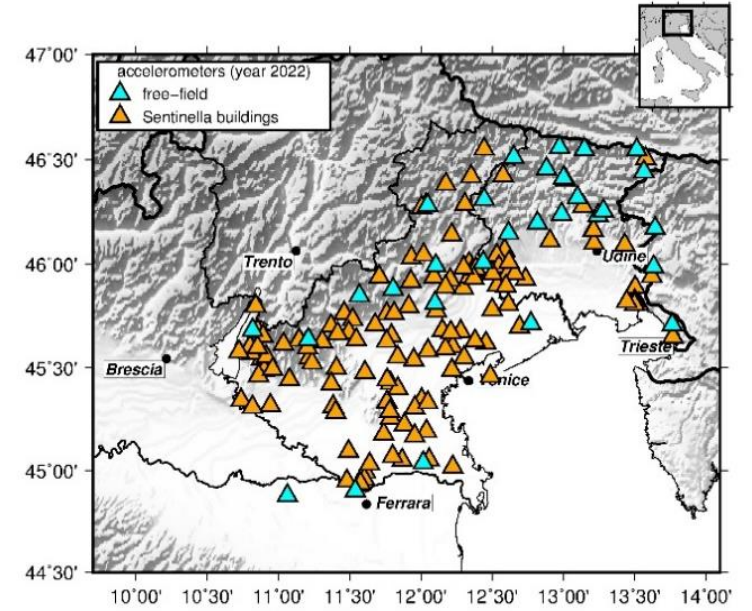 47°00'
accelerometers (year 2022)
free-field
Sentinella buildings
46°30'
46°00'
Trento
Udine
45°30'
Brescia
Trieste
Venice
45°00'
Ferrara
44°30'
10°00' 10°30' 11°00' 11°30' 12°00' 12°30' 13°00' 13°30' 14°00'